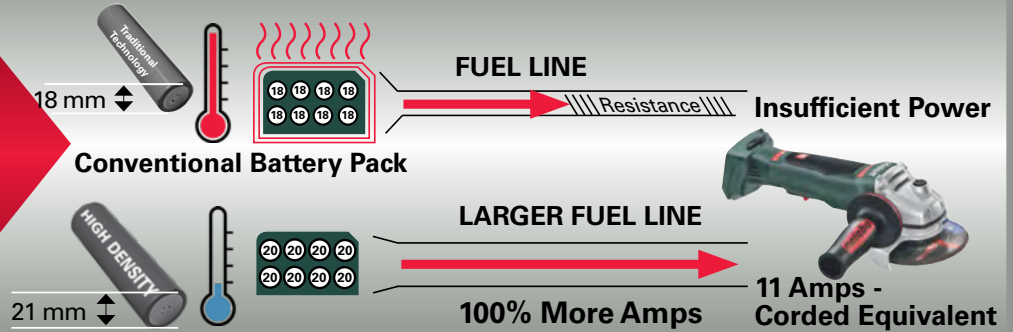 Traditional
Technology
18 mm
18 18 18 18
18 18 18 18
FUEL LINE
Resistance
Insufficient Power
Conventional Battery Pack
HIGH DENSITY
21 mm
20 20 20 20
20 20 20 20
LARGER FUEL LINE
100% More Amps
metabo
11 Amps -
Corded Equivalent